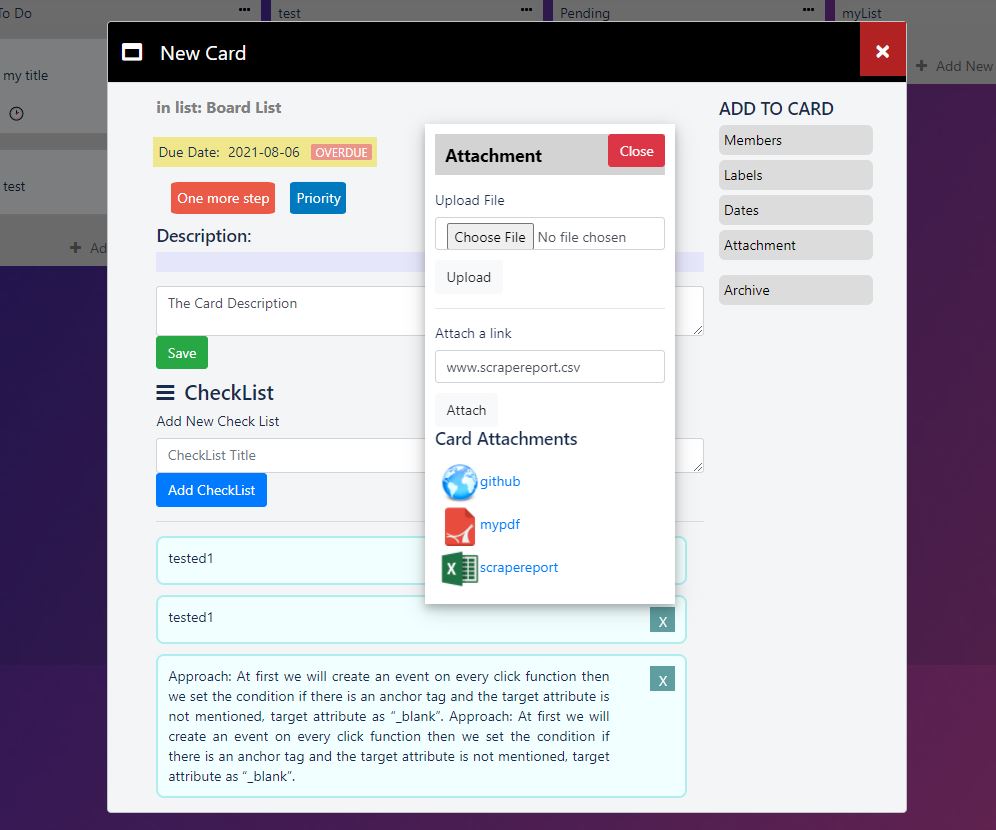 To Do
test
Pending
myList
my title
test
Ad
Add New
New Card
in list: Board List
Due Date: 2021-08-06 OVERDUE
One more step Priority
Description:
The Card Description
Save
CheckList
Add New Check List
CheckList Title
Add CheckList
tested1
tested1
X
Approach: At first we will create an event on every click function then
we set the condition if there is an anchor tag and the target attribute is
not mentioned, target attribute as “_blank”. Approach: At first we will
create an event on every click function then we set the condition if
there is an anchor tag and the target attribute is not mentioned, target
attribute as “_blank”.
X
Attachment Close
Upload File
Choose File No file chosen
Upload
Attach a link
www.scrapereport.csv
Attach
Card Attachments
github
mypdf
X scrapereport
ADD TO CARD
Members
Labels
Dates
Attachment
Archive